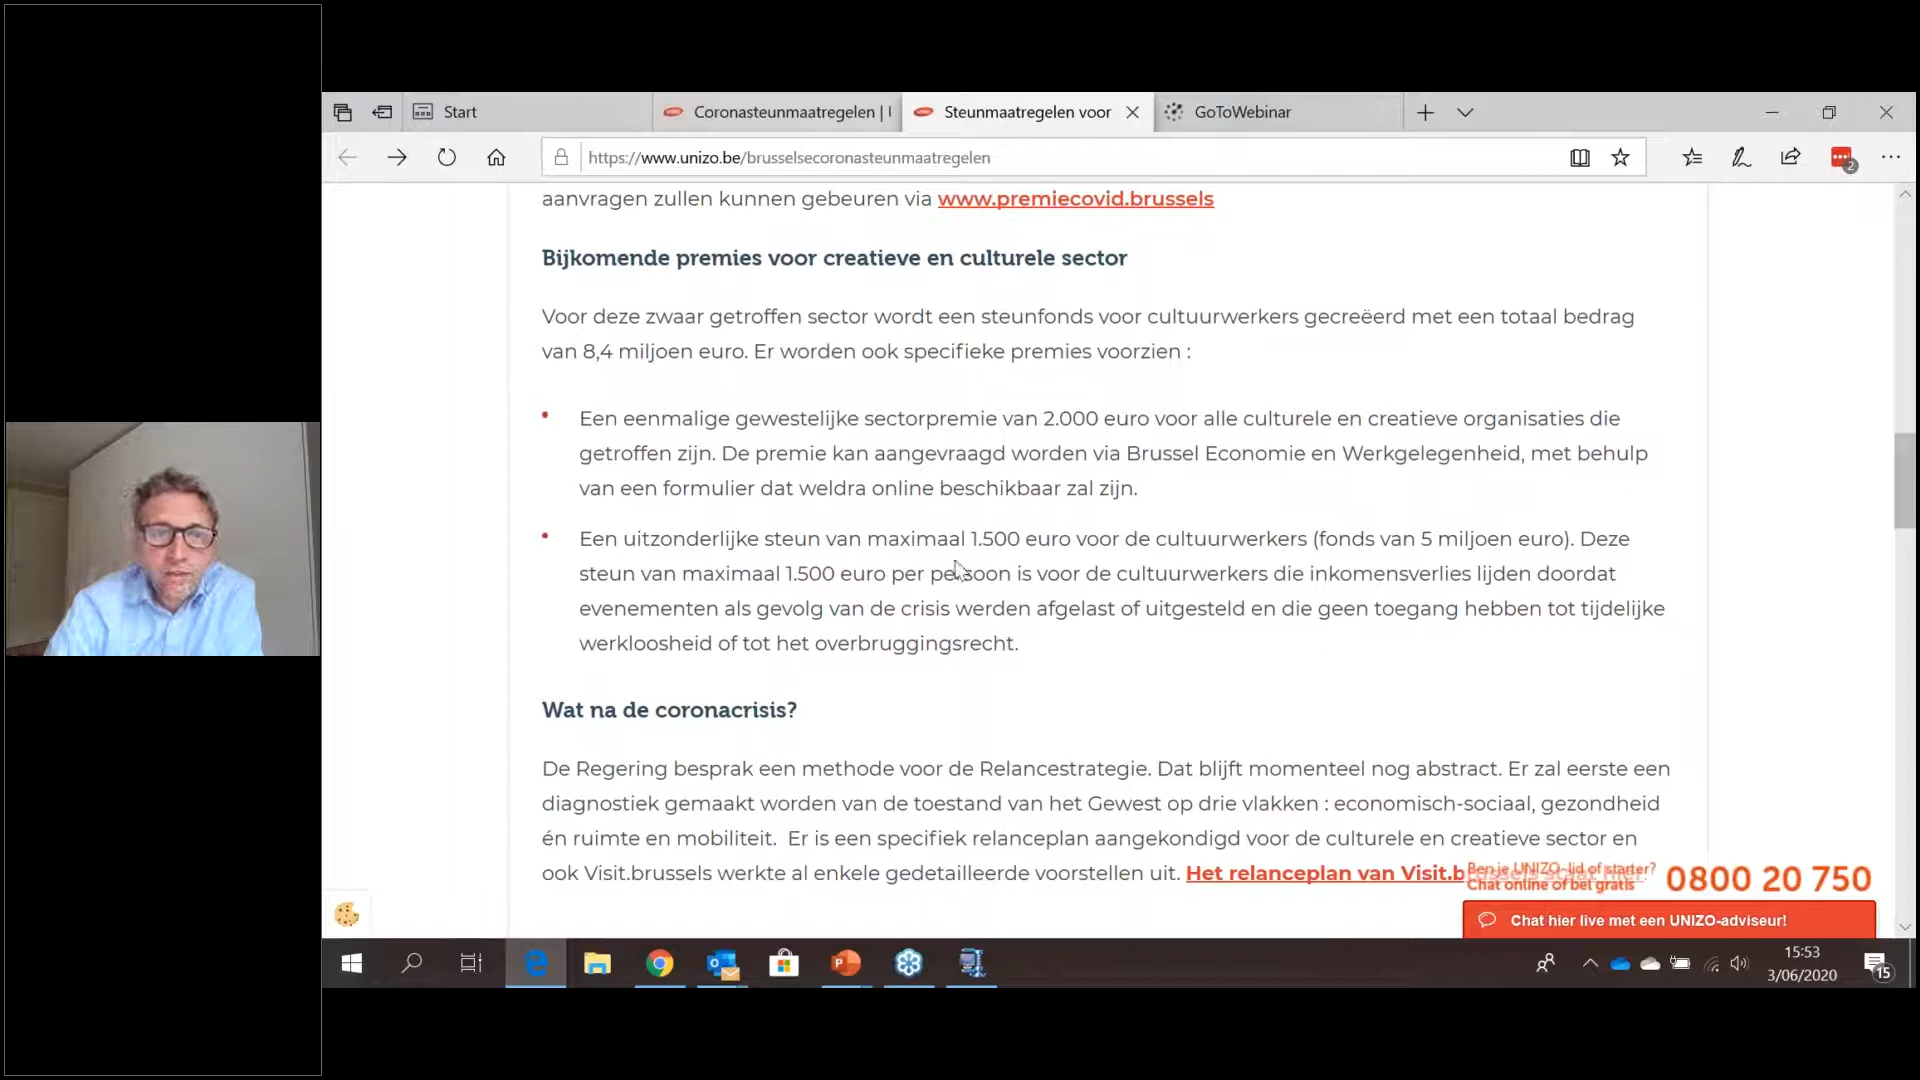 Start
Coronasteunmaatregelen |
Steunmaatregelen voor
GoToWebinar
https://www.unizo.be/brusselsecoronasteunmaatregelen
2
aanvragen zullen kunnen gebeuren via www.premiecovid.brussels
Bijkomende premies voor creatieve en culturele sector
Voor deze zwaar getroffen sector wordt een steunfonds voor cultuurwerkers gecreëerd met een totaal bedrag
van 8,4 miljoen euro. Er worden ook specifieke premies voorzien :
• Een eenmalige gewestelijke sectorpremie van 2.000 euro voor alle culturele en creatieve organisaties die
getroffen zijn. De premie kan aangevraagd worden via Brussel Economie en Werkgelegenheid, met behulp
van een formulier dat weldra online beschikbaar zal zijn.
• Een uitzonderlijke steun van maximaal 1.500 euro voor de cultuurwerkers (fonds van 5 miljoen euro). Deze
steun van maximaal 1.500 euro per persoon is voor de cultuurwerkers die inkomensverlies lijden doordat
evenementen als gevolg van de crisis werden afgelast of uitgesteld en die geen toegang hebben tot tijdelijke
werkloosheid of tot het overbruggingsrecht.
Wat na de coronacrisis?
De Regering besprak een methode voor de Relancestrategie. Dat blijft momenteel nog abstract. Er zal eerste een
diagnostiek gemaakt worden van de toestand van het Gewest op drie vlakken : economisch-sociaal, gezondheid
én ruimte en mobiliteit. Er is een specifiek relanceplan aangekondigd voor de culturele en creatieve sector en
ook Visit.brussels werkte al enkele gedetailleerde voorstellen uit. Het relanceplan van Visit.b
Ben je UNIZO-lid of starter?
Chat online of bel gratis
0800 20 750
Chat hier live met een UNIZO-adviseur!
15:53
3/06/2020
15